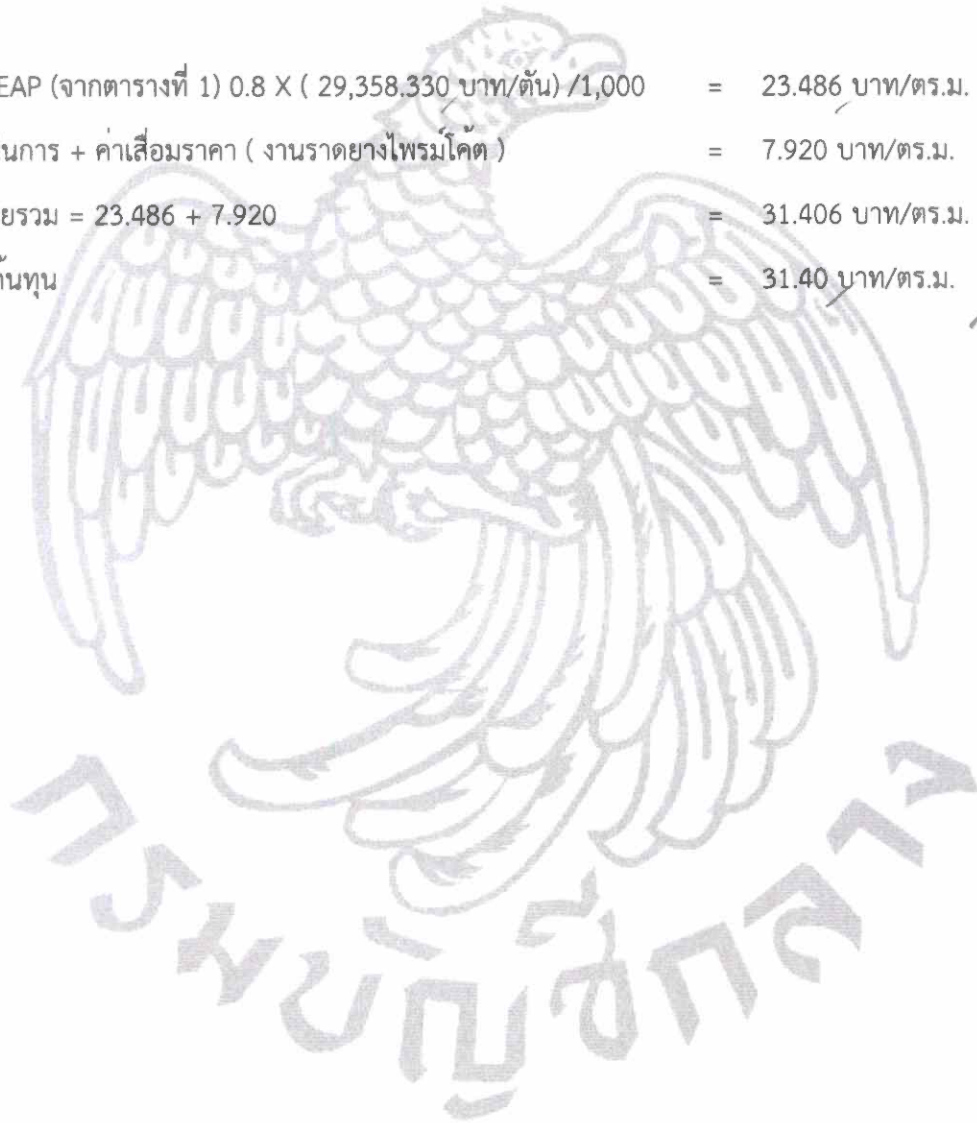 EAP (จากตารางที่ 1) 0.8 X ( 29,358.330 บาท/ตัน) /1,000 = 23.486 บาท/ตร.ม.
นการ + ค่าเสื่อมราคา ( งานราดยางไพรม์โค้ต ) = 7.920 บาท/ตร.ม.
ยรวม = 23.486 + 7.920 = 31.406 บาท/ตร.ม.
้นทุน = 31.40 บาท/ตร.ม.
กรมบัญชีกลาง